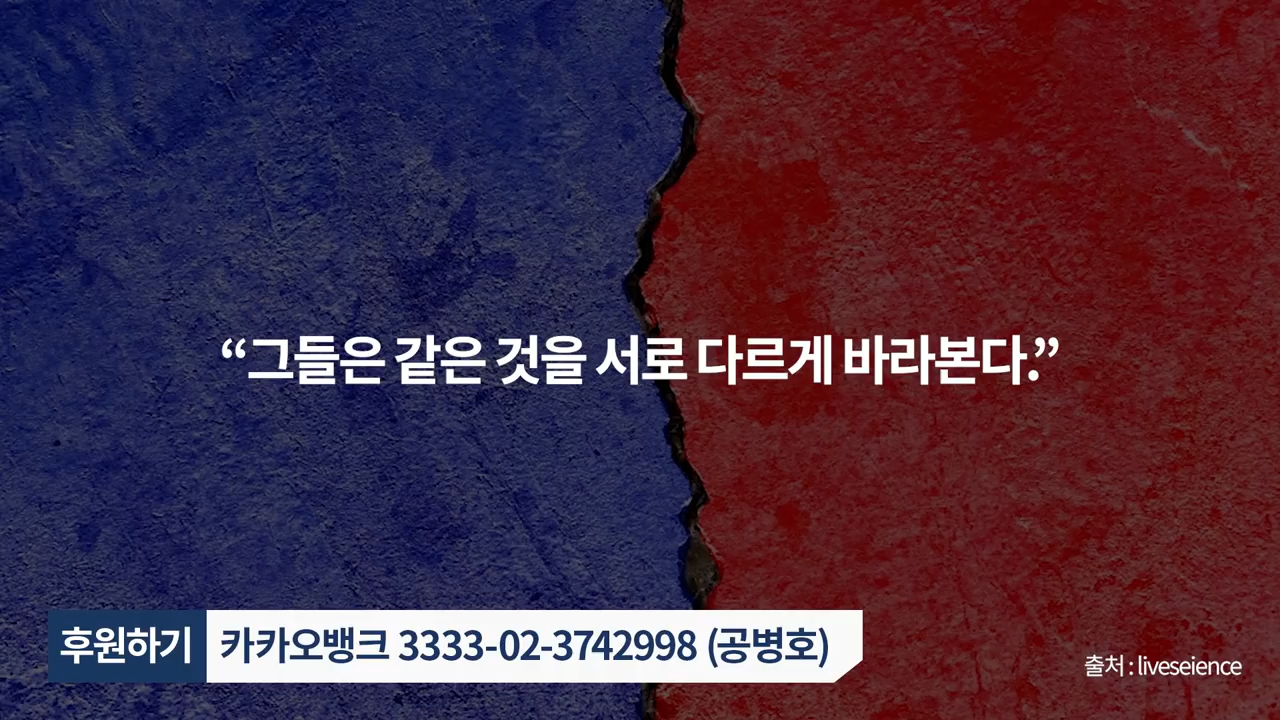 “그들은 같은 것을 서로 다르게 바라본다.”
후원하기 카카오뱅크 3333-02-3742998 (공병호)
출처 : liveseience